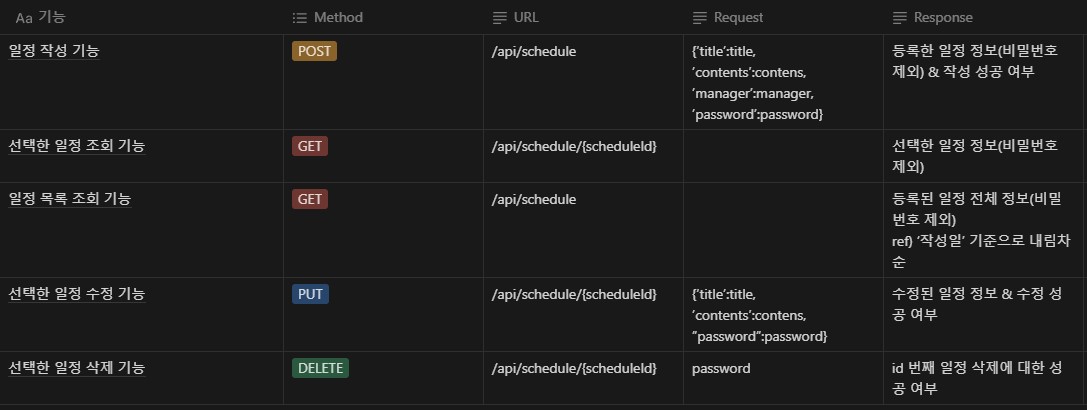 Aa 기능 Method URL Request Response
일정 작성 기능 POST /api/schedule {'title':title, 등록한 일정 정보(비밀번호
'contents':contens, 제외) & 작성 성공 여부
'manager':manager,
'password':password}
선택한 일정 조회 기능 GET /api/schedule/{scheduleId} 선택한 일정 정보(비밀번호
제외)
일정 목록 조회 기능 GET /api/schedule 등록된 일정 전체 정보(비밀
번호 제외)
ref) ‘작성일’ 기준으로 내림차
순
선택한 일정 수정 기능 PUT /api/schedule/{scheduleId} {'title':title, 수정된 일정 정보 & 수정 성
'contents':contens, 공 여부
"password":password}
선택한 일정 삭제 기능 DELETE /api/schedule/{scheduleId} password id 번째 일정 삭제에 대한 성
공 여부